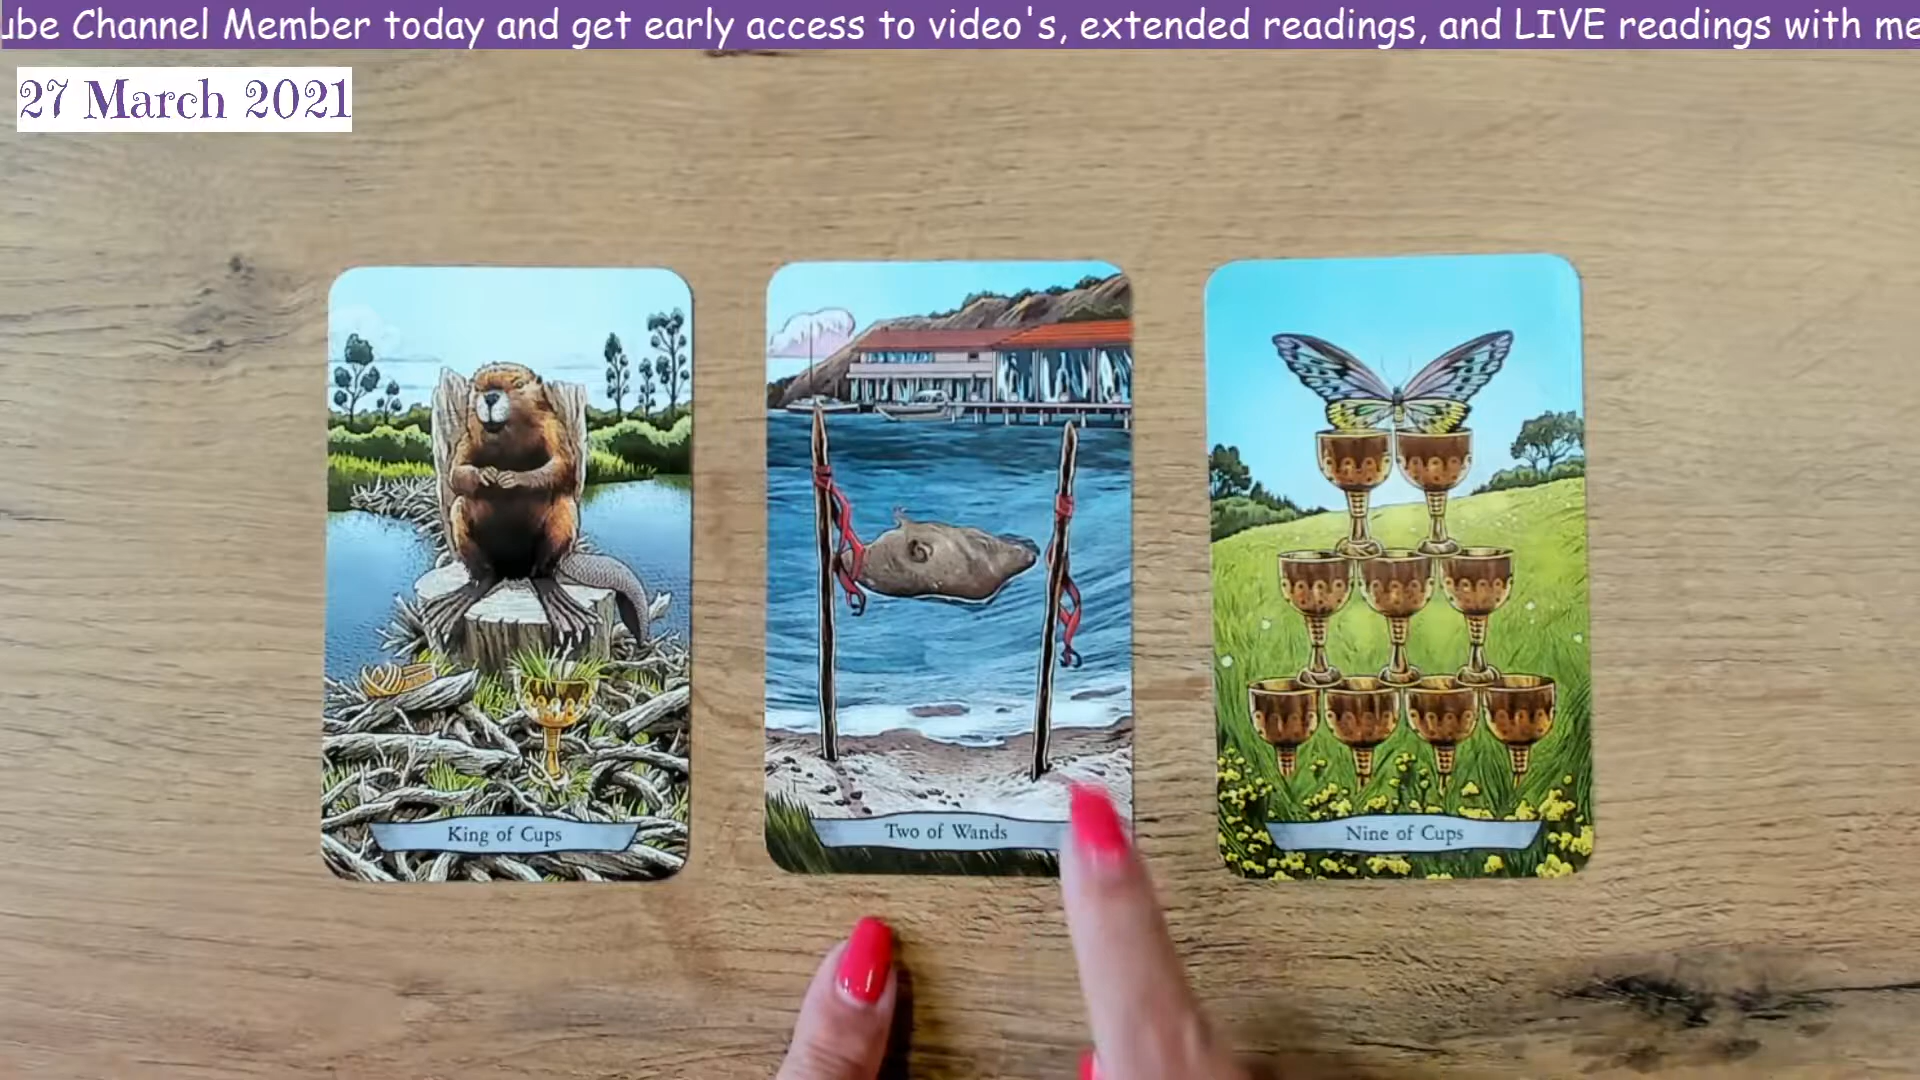 ube Channel Member today and get early access to video's, extended readings, and LIVE readings with me
27 March 2021
King of Cups
Two of Wands
Nine of Cups